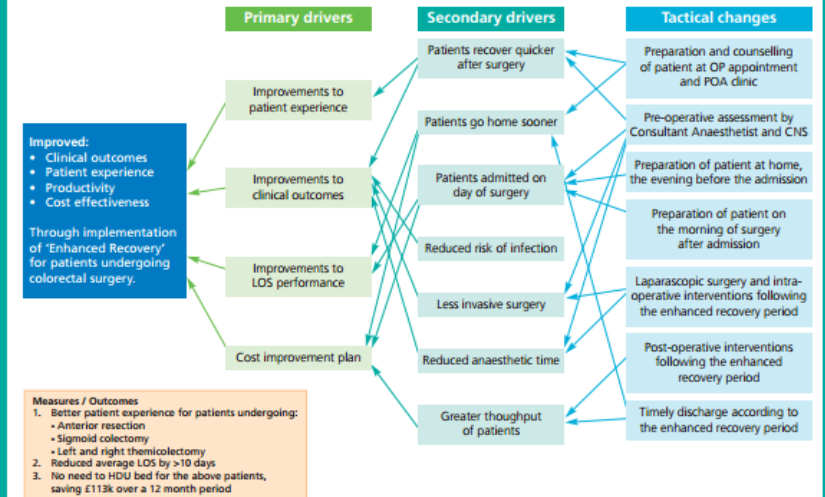 Primary drivers
Secondary drivers
Tactical changes
Improved:
• Clinical outcomes
• Patient experience
• Productivity
• Cost effectiveness
Through implementation
of ‘Enhanced Recovery’
for patients undergoing
colorectal surgery.
Improvements to
patient experience
Improvements to
clinical outcomes
Improvements to
LOS performance
Cost improvement plan
Patients recover quicker
after surgery
Patients go home sooner
Patients admitted on
day of surgery
Reduced risk of infection
Less invasive surgery
Reduced anaesthetic time
Greater thoughput
of patients
Preparation and counselling
of patient at OP appointment
and POA clinic
Pre-operative assessment by
Consultant Anaesthetist and CNS
Preparation of patient at home,
the evening before the admission
Preparation of patient on
the morning of surgery
after admission
Laparascopic surgery and intra-
operative interventions following
the enhanced recovery period
Post-operative interventions
following the enhanced
recovery period
Timely discharge according to
the enhanced recovery period
Measures / Outcomes
1. Better patient experience for patients undergoing:
• Anterior resection
• Sigmoid colectomy
• Left and right themicolectomy
2. Reduced average LOS by >10 days
3. No need to HDU bed for the above patients,
saving £113k over a 12 month period